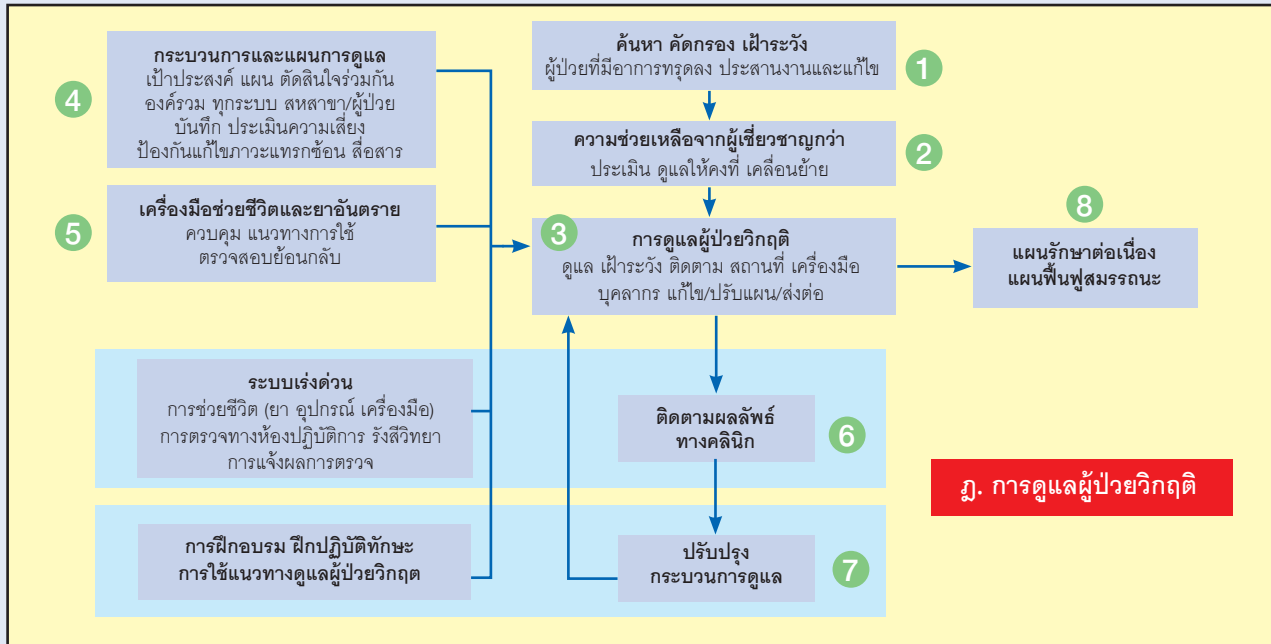 กระบวนการและแผนการดูแล
เป้าประสงค์ แผน ตัดสินใจร่วมกัน
องค์รวม ทุกระบบ สหสาขา/ผู้ป่วย
บันทึก ประเมินความเสี่ยง
ป้องกันแก้ไขภาวะแทรกซ้อน สื่อสาร
4
ค้นหา คัดกรอง เฝ้าระวัง
ผู้ป่วยที่มีอาการทรุดลง ประสานงานและแก้ไข
1
ความช่วยเหลือจากผู้เชี่ยวชาญกว่า
ประเมิน ดูแลให้คงที่ เคลื่อนย้าย
2
เครื่องมือช่วยชีวิตและยาอันตราย
ควบคุม แนวทางการใช้
ตรวจสอบย้อนกลับ
5
3
การดูแลผู้ป่วยวิกฤติ
ดูแล เฝ้าระวัง ติดตาม สถานที่ เครื่องมือ
บุคลากร แก้ไข/ปรับแผน/ส่งต่อ
8
แผนรักษาต่อเนื่อง
แผนฟื้นฟูสมรรถนะ
ระบบเร่งด่วน
การช่วยชีวิต (ยา อุปกรณ์ เครื่องมือ)
การตรวจทางห้องปฏิบัติการ รังสีวิทยา
การแจ้งผลการตรวจ
ติดตามผลลัพธ์
ทางคลินิก
6
ฎ. การดูแลผู้ป่วยวิกฤติ
การฝึกอบรม ฝึกปฏิบัติทักษะ
การใช้แนวทางดูแลผู้ป่วยวิกฤต
ปรับปรุง
กระบวนการดูแล
7